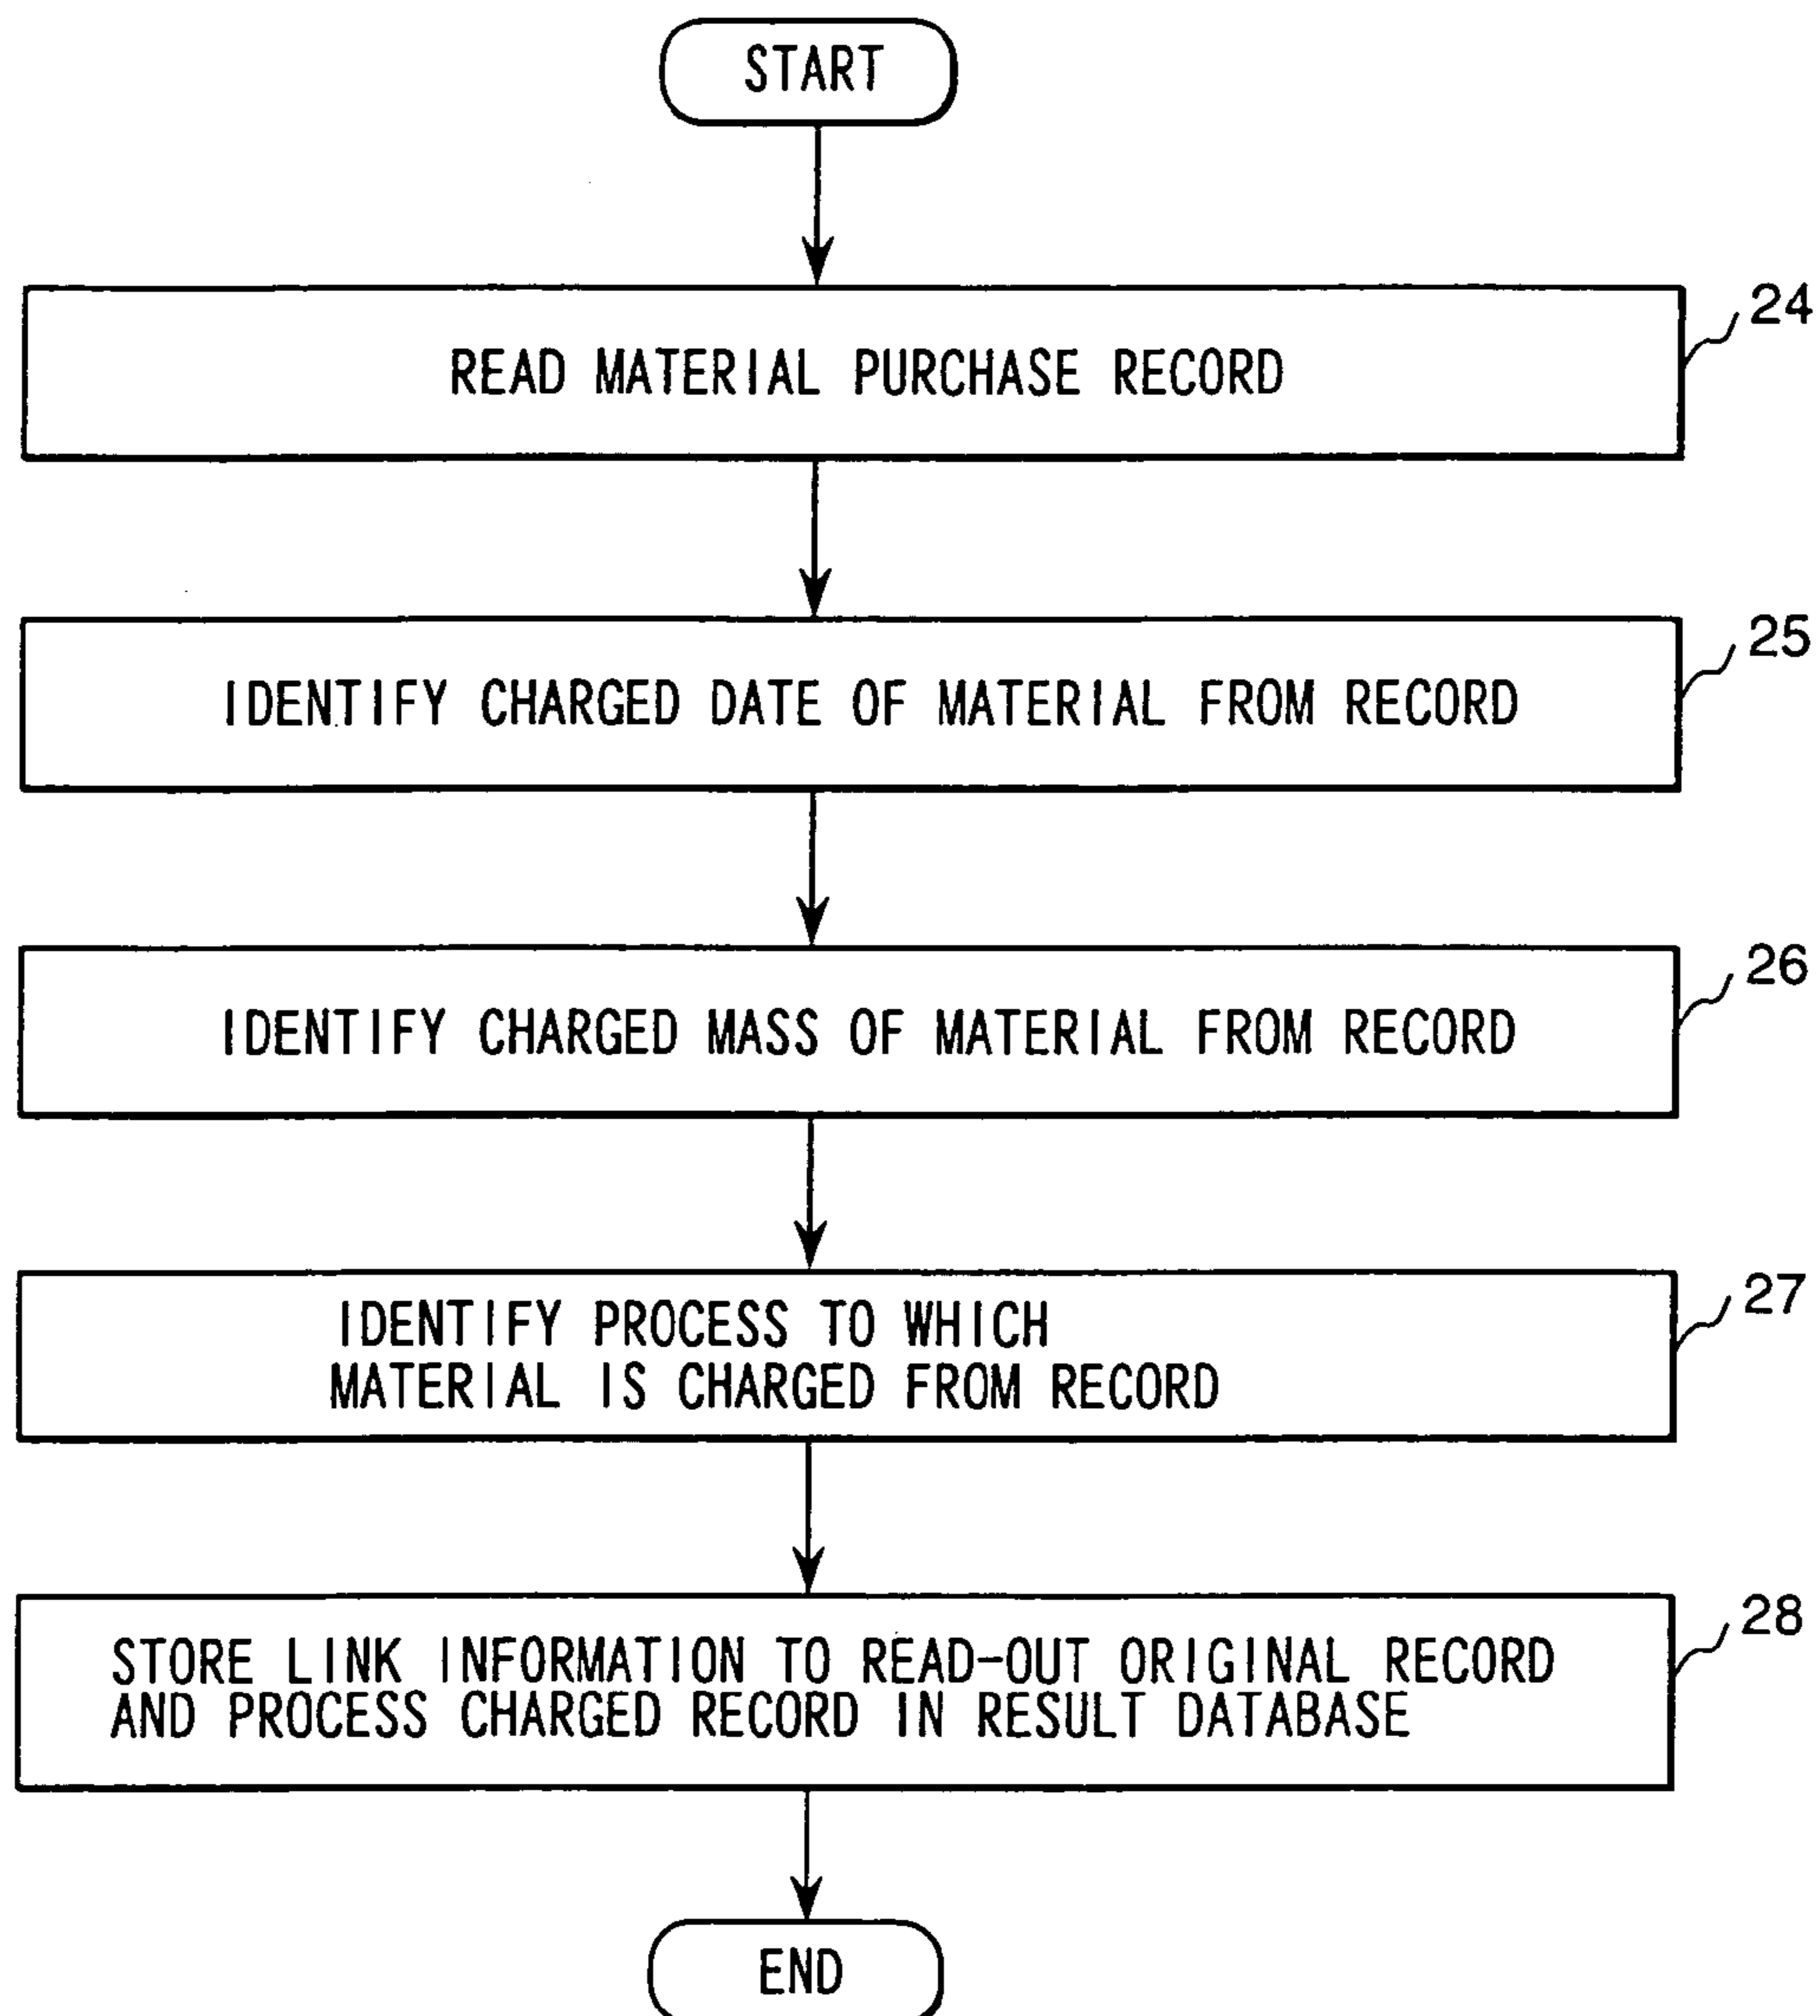 START
READ MATERIAL PURCHASE RECORD
24
IDENTIFY CHARGED DATE OF MATERIAL FROM RECORD
25
IDENTIFY CHARGED MASS OF MATERIAL FROM RECORD
26
IDENTIFY PROCESS TO WHICH
MATERIAL IS CHARGED FROM RECORD
27
STORE LINK INFORMATION TO READ-OUT ORIGINAL RECORD
AND PROCESS CHARGED RECORD IN RESULT DATABASE
28
END